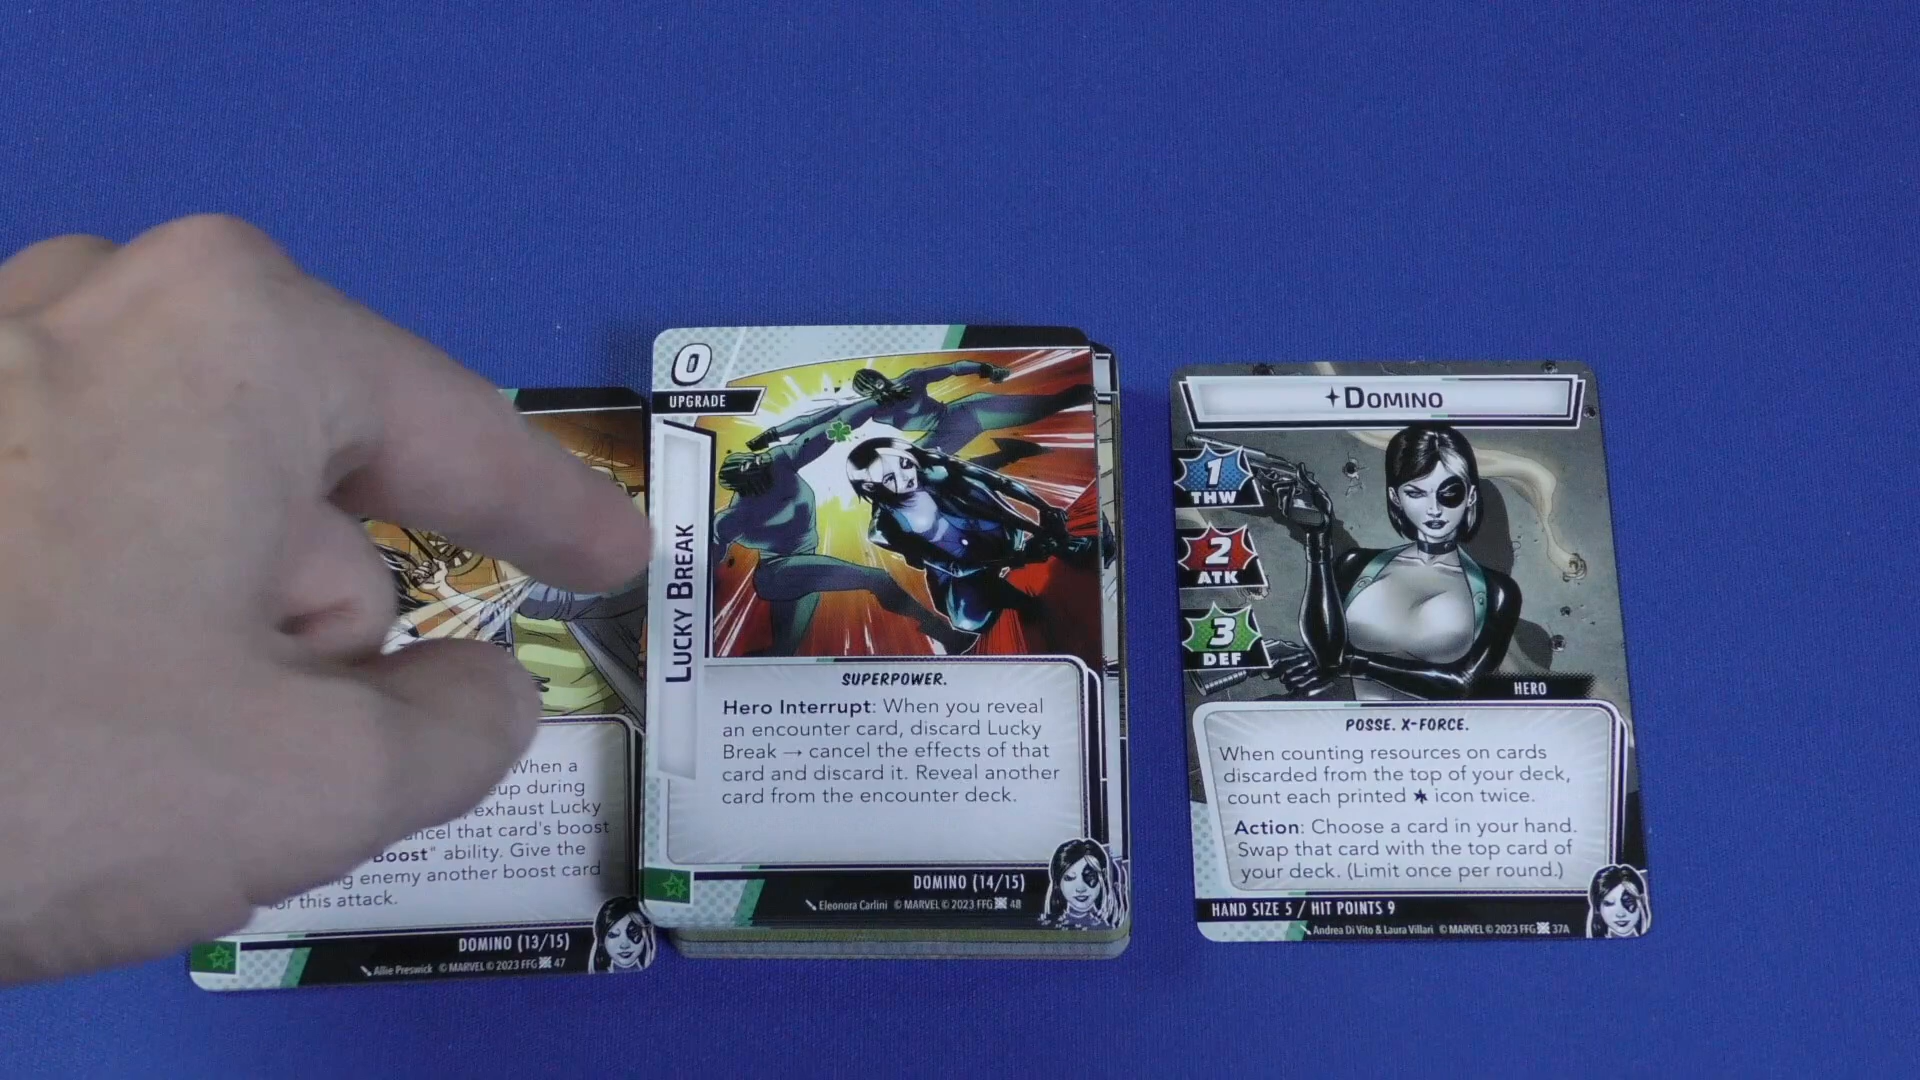 When a
up during
exhaust Lucky
ancel that card's boost
Boost" ability. Give the
enemy another boost card
for this attack.
DOMINO (13/15)
Allie Preswick © MARVEL © 2023 FFG 47
0
UPGRADE
LUCKY BREAK
SUPERPOWER.
Hero Interrupt: When you reveal
an encounter card, discard Lucky
Break → cancel the effects of that
card and discard it. Reveal another
card from the encounter deck.
DOMINO (14/15)
Eleonora Carlini © MARVEL © 2023 FFG 48
DOMINO
1
THW
2
ATK
3
DEF
HERO
POSSE. X-FORCE.
When counting resources on cards
discarded from the top of your deck,
count each printed icon twice.
Action: Choose a card in your hand.
Swap that card with the top card of
your deck. (Limit once per round.)
HAND SIZE 5 / HIT POINTS 9
Andrea Di Vito & Laura Villari © MARVEL © 2023 FFG 37A